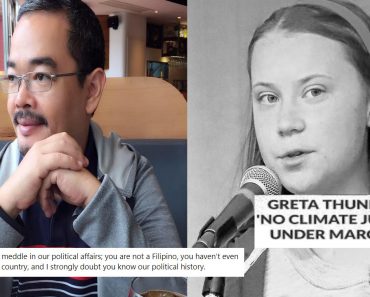 meddle in our political affairs; you are not a Filipino, you haven't even
country, and I strongly doubt you know our political history.
GRETA THUN
'NO CLIMATE JU
UNDER MARC